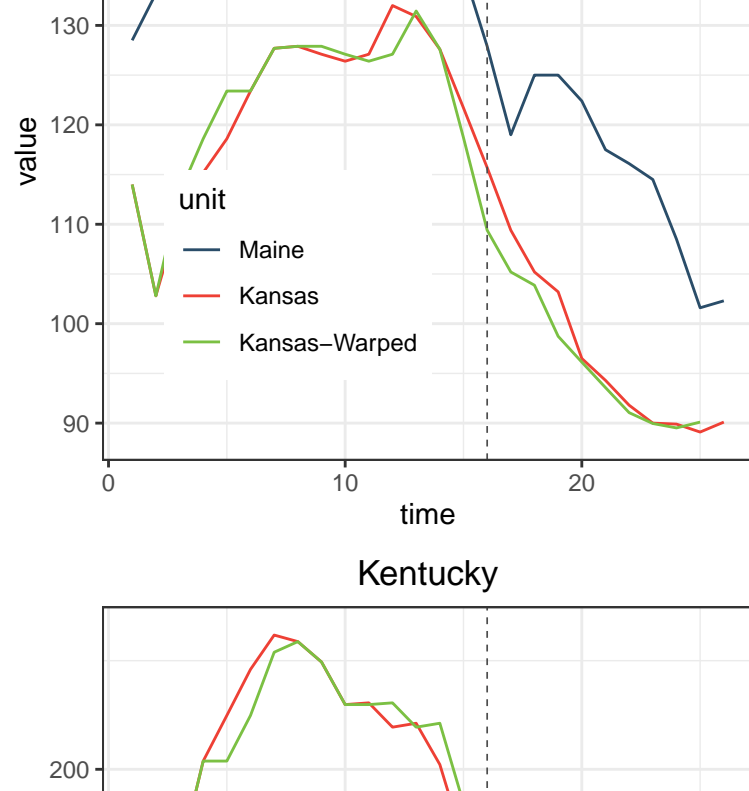 130
120
110
100
90
value
unit
Maine
Kansas
Kansas−Warped
0 10 20
time
Kentucky
200